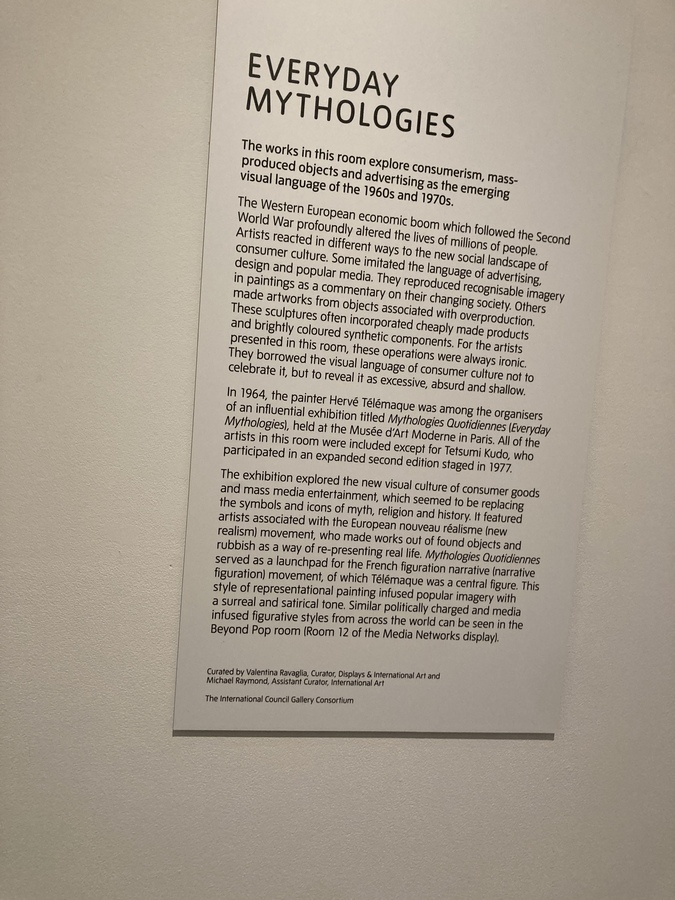 EVERYDAY
MYTHOLOGIES
The works in this room explore consumerism, mass-
produced objects and advertising as the emerging
visual language of the 1960s and 1970s.
The Western European economic boom which followed the Second
World War profoundly altered the lives of millions of people.
Artists reacted in different ways to the new social landscape of
consumer culture. Some imitated the language of advertising,
design and popular media. They reproduced recognisable imagery
in paintings as a commentary on their changing society. Others
made artworks from objects associated with overproduction.
These sculptures often incorporated cheaply made products
and brightly coloured synthetic components. For the artists
presented in this room, these operations were always ironic.
They borrowed the visual language of consumer culture not to
celebrate it, but to reveal it as excessive, absurd and shallow.
In 1964, the painter Hervé Télémaque was among the organisers
of an influential exhibition titled Mythologies Quotidiennes (Everyday
Mythologies), held at the Musée d'Art Moderne in Paris. All of the
artists in this room were included except for Tetsumi Kudo, who
participated in an expanded second edition staged in 1977.
The exhibition explored the new visual culture of consumer goods
and mass media entertainment, which seemed to be replacing
the symbols and icons of myth, religion and history. It featured
artists associated with the European nouveau réalisme (new
realism) movement, who made works out of found objects and
rubbish as a way of re-presenting real life. Mythologies Quotidiennes
served as a launchpad for the French figuration narrative (narrative
figuration) movement, of which Télémaque was a central figure. This
style of representational painting infused popular imagery with
a surreal and satirical tone. Similar politically charged and media
infused figurative styles from across the world can be seen in the
Beyond Pop room (Room 12 of the Media Networks display).
Curated by Valentina Ravaglia, Curator, Displays & International Art and
Michael Raymond, Assistant Curator, International Art
The International Council Gallery Consortium